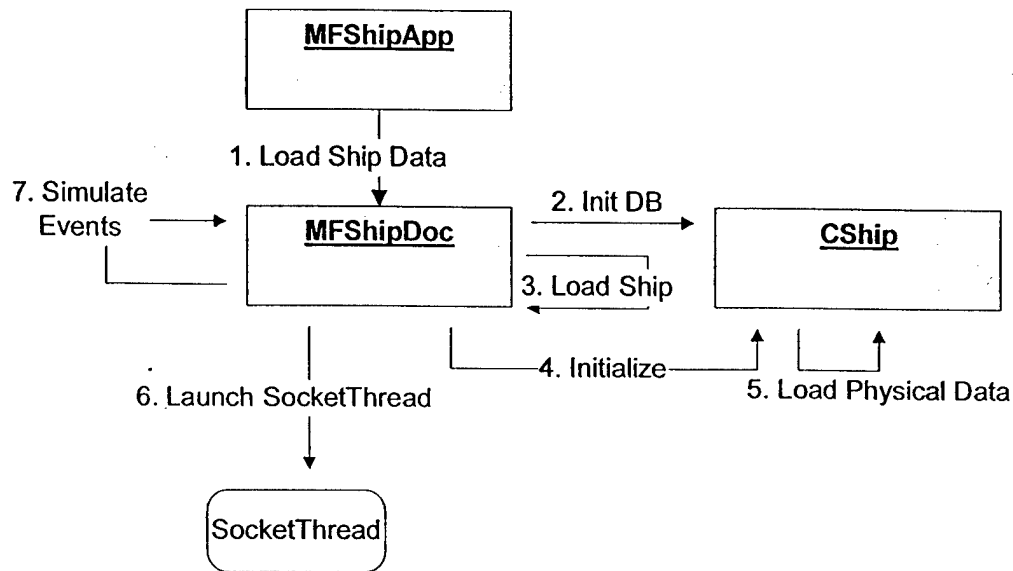 MFShipApp
1. Load Ship Data
7. Simulate
Events
MFShipDoc
2. Init DB
CShip
3. Load Ship
4. Initialize
5. Load Physical Data
6. Launch SocketThread
SocketThread